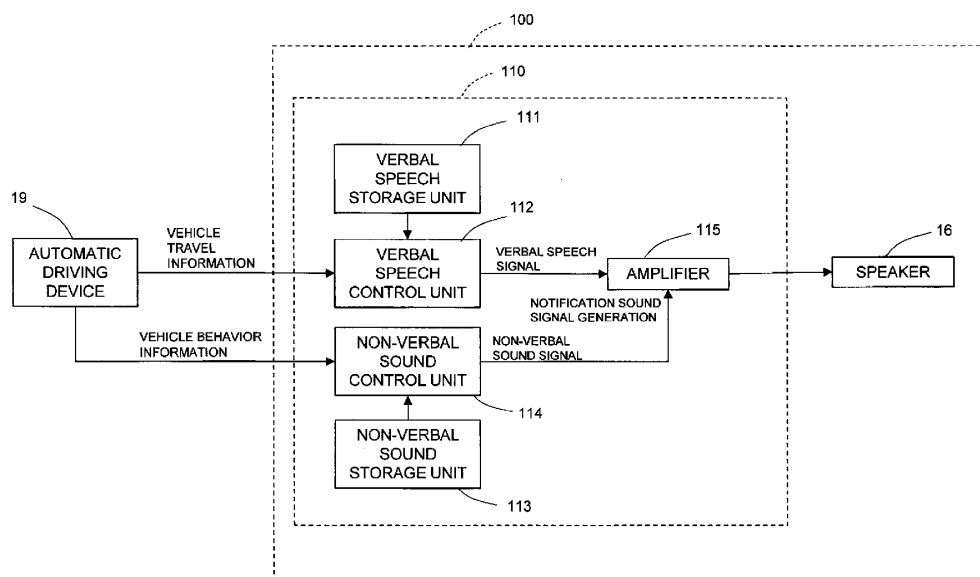 100
110
111
VERBAL
SPEECH
STORAGE UNIT
19
AUTOMATIC
DRIVING
DEVICE
VEHICLE
TRAVEL
INFORMATION
112
VERBAL
SPEECH
CONTROL UNIT
VERBAL SPEECH
SIGNAL
115
AMPLIFIER
16
SPEAKER
NOTIFICATION SOUND
SIGNAL GENERATION
VEHICLE BEHAVIOR
INFORMATION
NON-VERBAL
SOUND
CONTROL UNIT
NON-VERBAL
SOUND SIGNAL
114
NON-VERBAL
SOUND
STORAGE UNIT
113